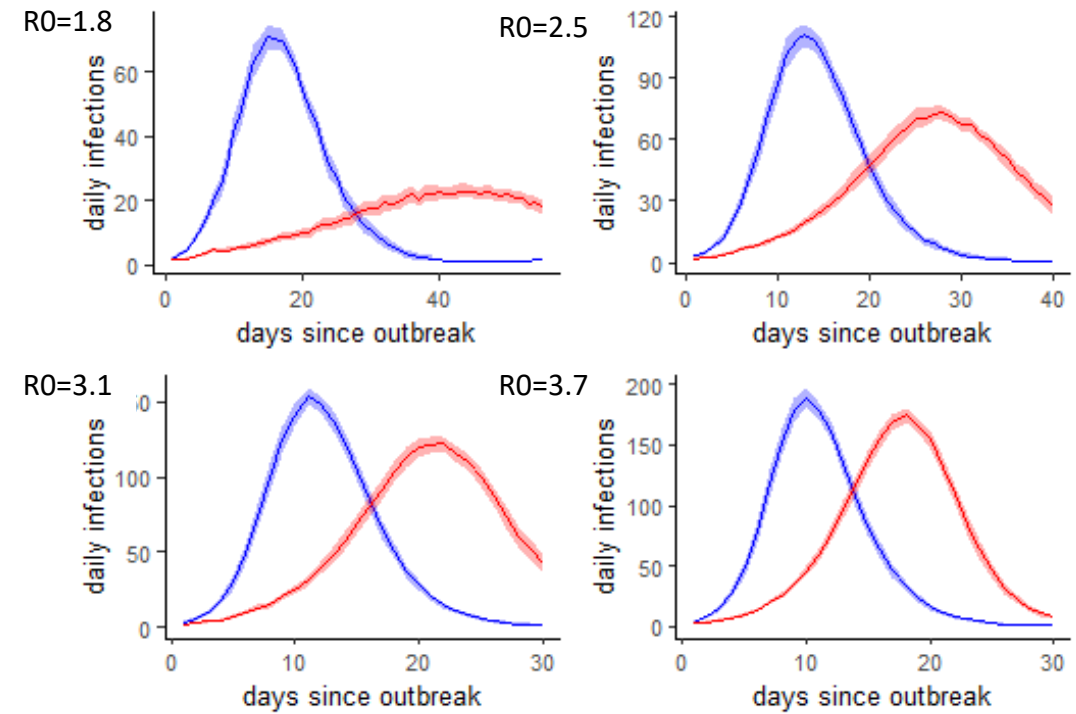 R0=1.8
daily infections
60
40
20
0
0 20 40
days since outbreak
R0=2.5
daily infections
120
90
60
30
0
0 10 20 30 40
days since outbreak
R0=3.1
daily infections
100
50
0
0 10 20 30
days since outbreak
R0=3.7
daily infections
200
150
100
50
0
0 10 20 30
days since outbreak